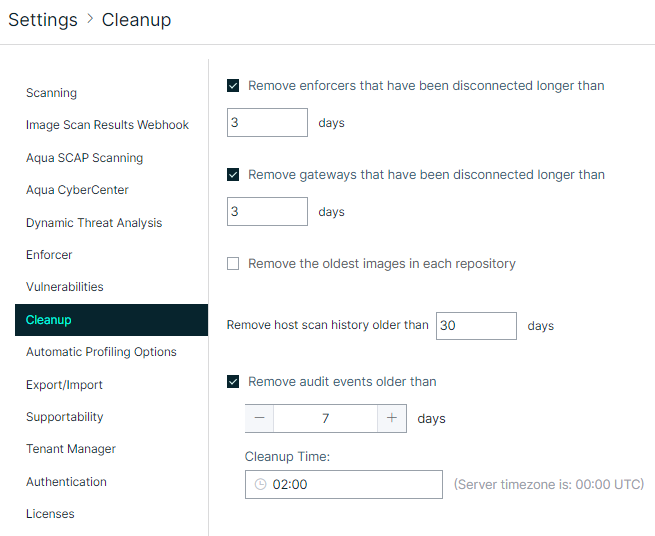 Settings > Cleanup
Scanning
Image Scan Results Webhook
Aqua SCAP Scanning
Aqua CyberCenter
Dynamic Threat Analysis
Enforcer
Vulnerabilities
Cleanup
Automatic Profiling Options
Export/Import
Supportability
Tenant Manager
Authentication
Licenses
Remove enforcers that have been disconnected longer than
3 days
Remove gateways that have been disconnected longer than
3 days
Remove the oldest images in each repository
Remove host scan history older than 30 days
Remove audit events older than
− 7 + days
Cleanup Time:
02:00 (Server timezone is: 00:00 UTC)